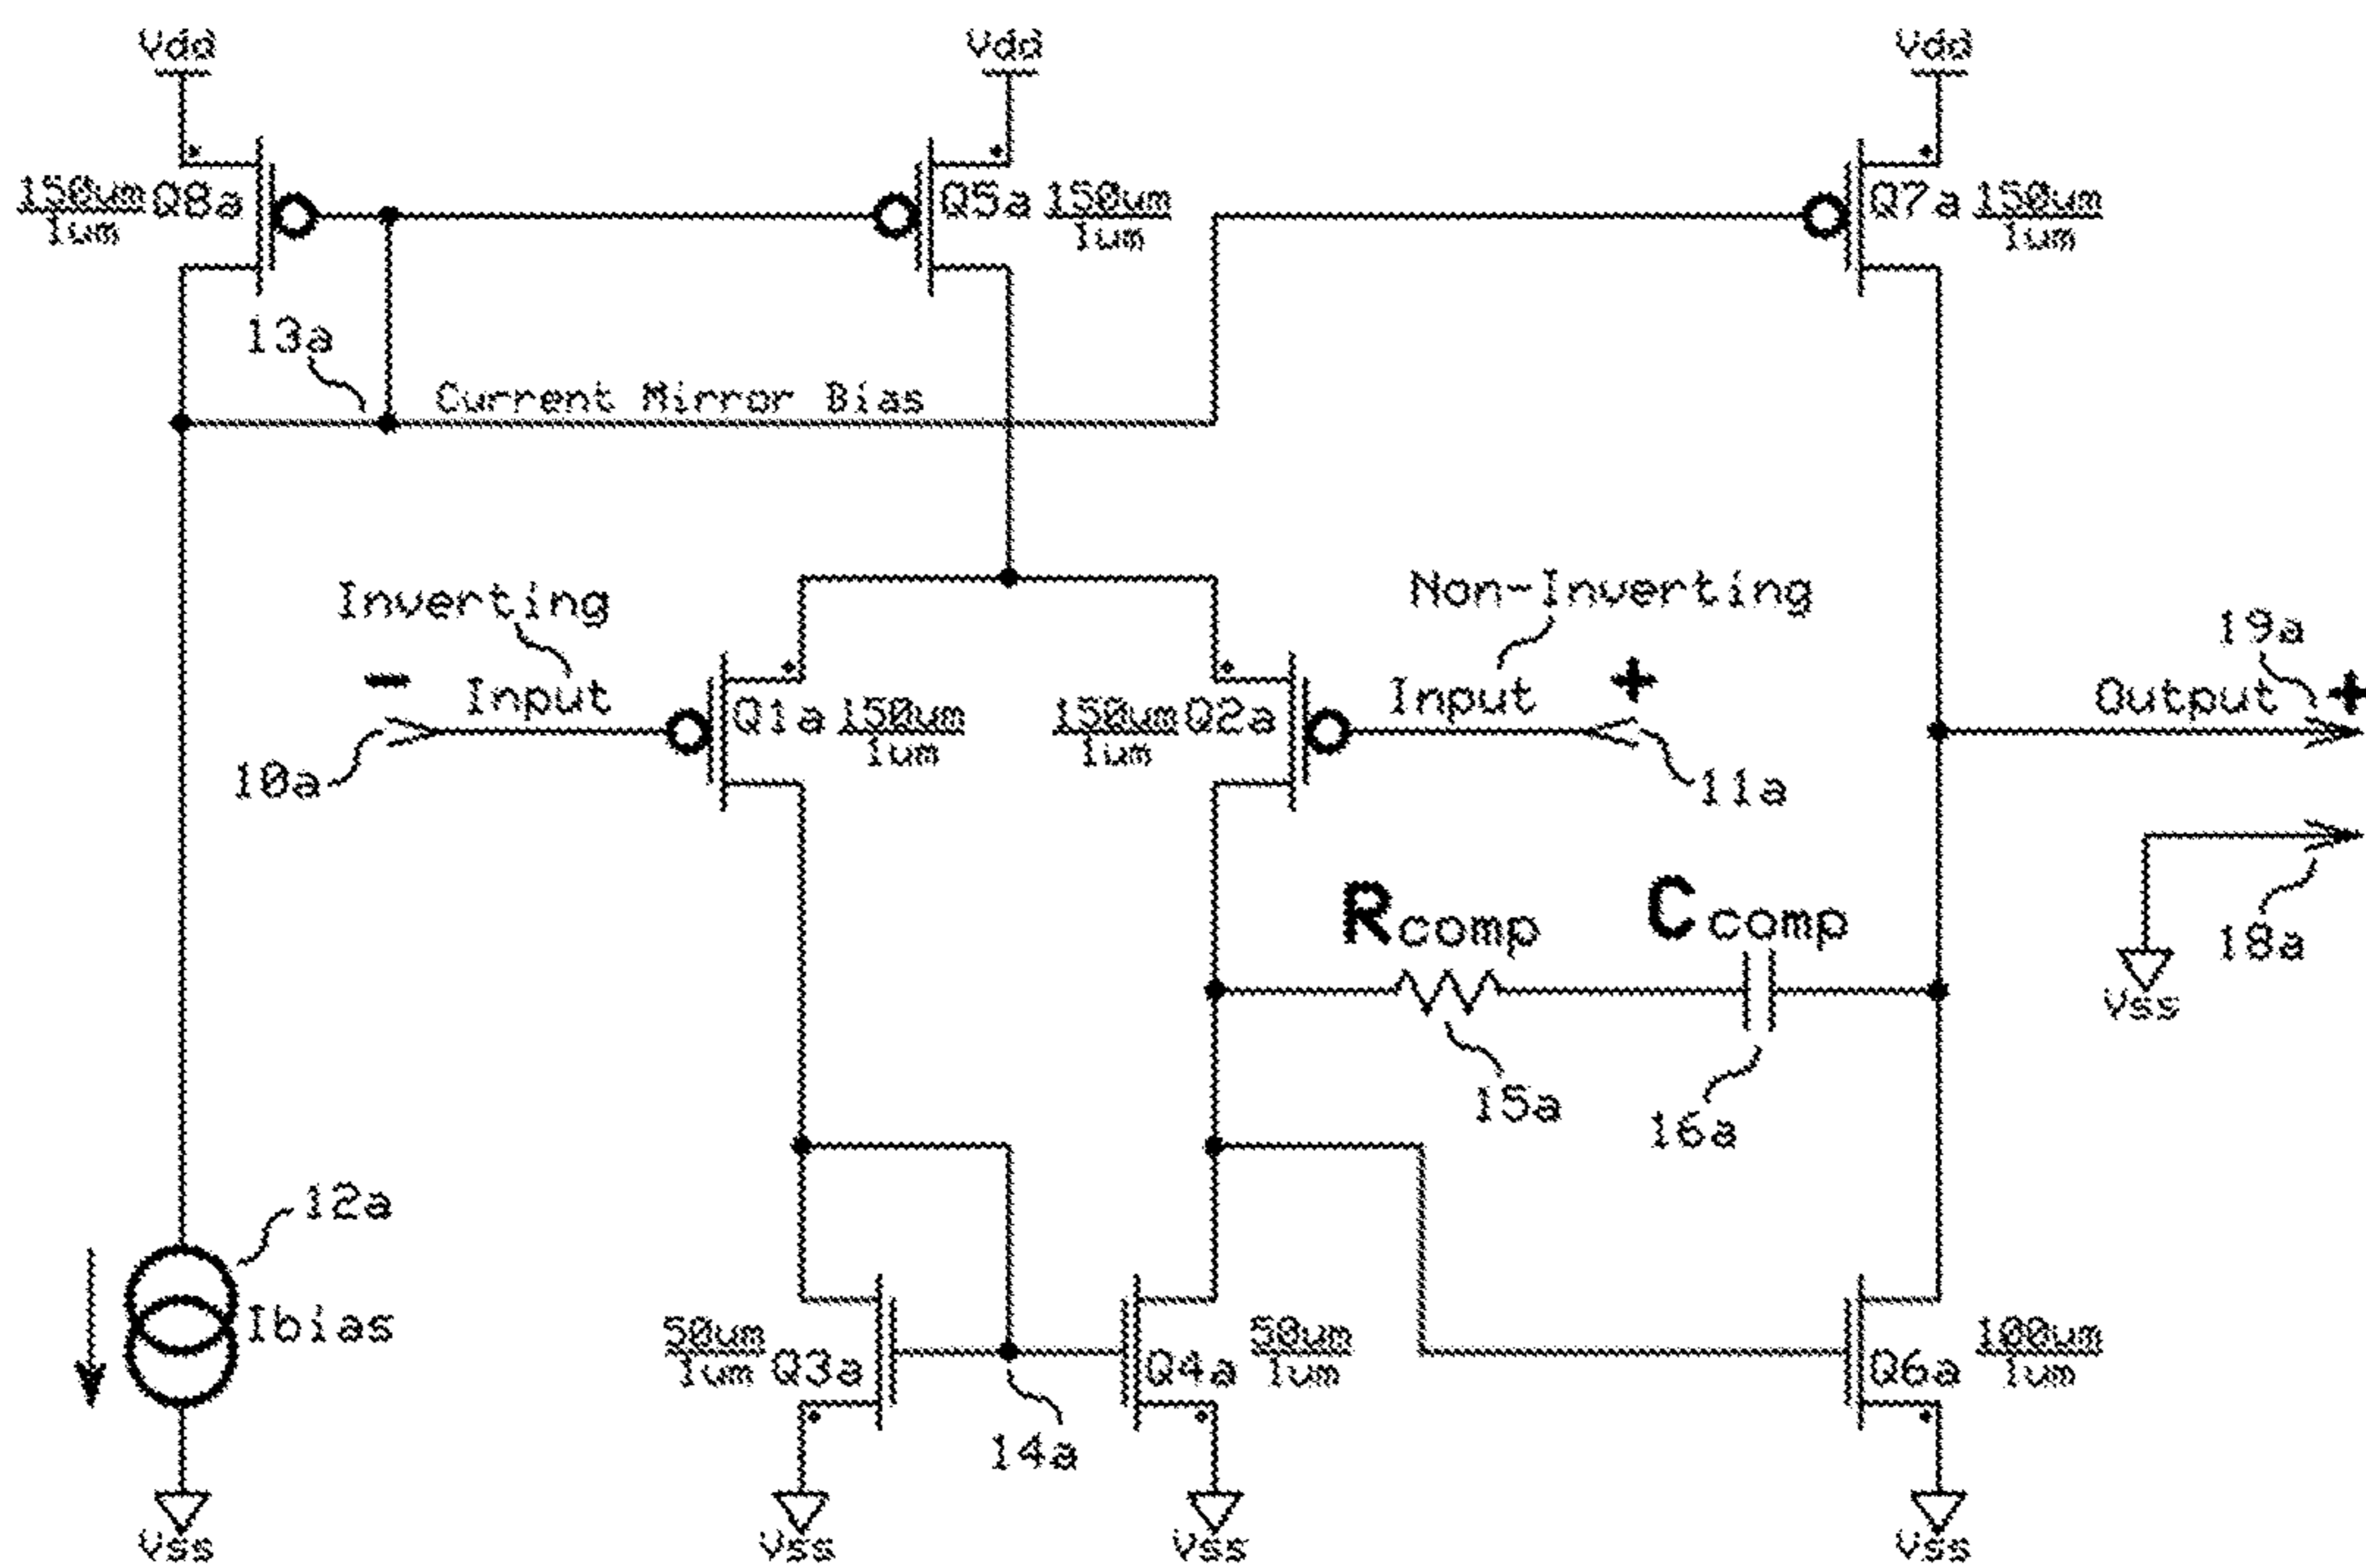 Vdd
Vdd
Vdd
150um
1um
Q8a
Q5a
150um
1um
Q7a
150um
1um
13a
Current Mirror Bias
Inverting
- Input
10a
Q1a
150um
1um
150um
1um
Q2a
Non-Inverting
Input +
11a
19a
Output +
18a
Vss
Rcomp
Ccomp
15a
16a
12a
Ibias
50um
1um
Q3a
14a
Q4a
50um
1um
Q6a
100um
1um
Vss
Vss
Vss
Vss